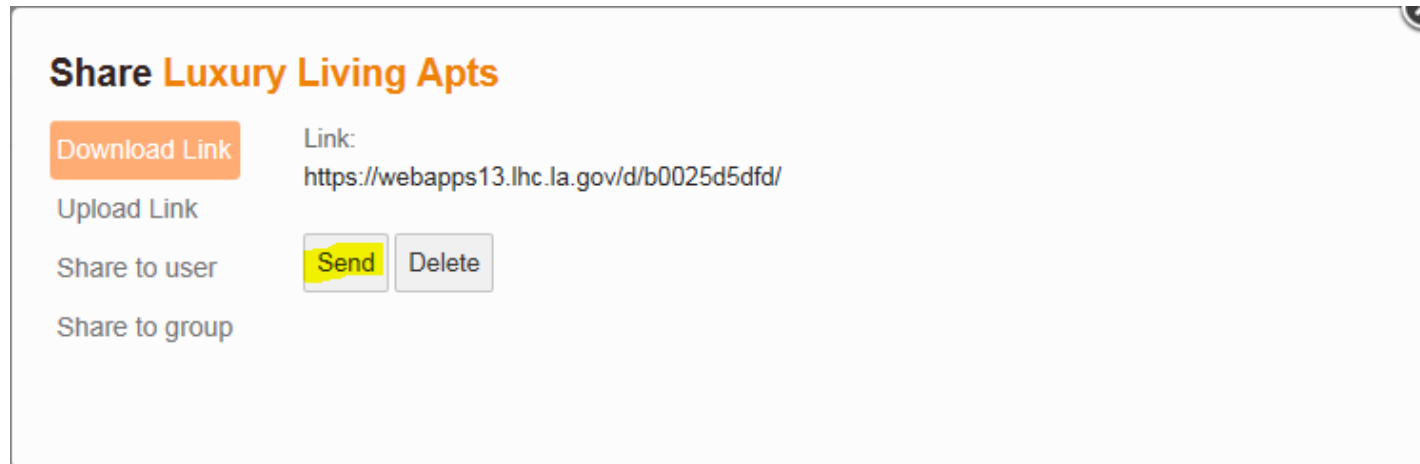 Share Luxury Living Apts
Download Link
Upload Link
Share to user
Share to group
Link:
https://webapps13.lhc.la.gov/d/b0025d5dfd/
Send Delete